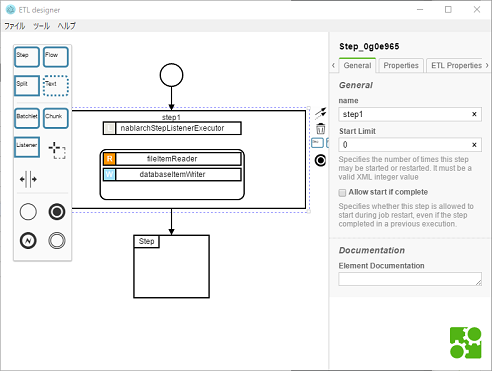 ETL designer
ファイル ツール ヘルプ
Step Flow
Split Text
Batchlet Chunk
Listener
step1
nablarchStepListenerExecutor
R fileItemReader
W databaseItemWriter
Step
Step_0g0e965
General Properties ETL Properties
General
name
step1
Start Limit
0
Specifies the number of times this step
may be started or restarted. It must be a
valid XML integer value
Allow start if complete
Specifies whether this step is allowed to
start during job restart, even if the step
completed in a previous execution.
Documentation
Element Documentation